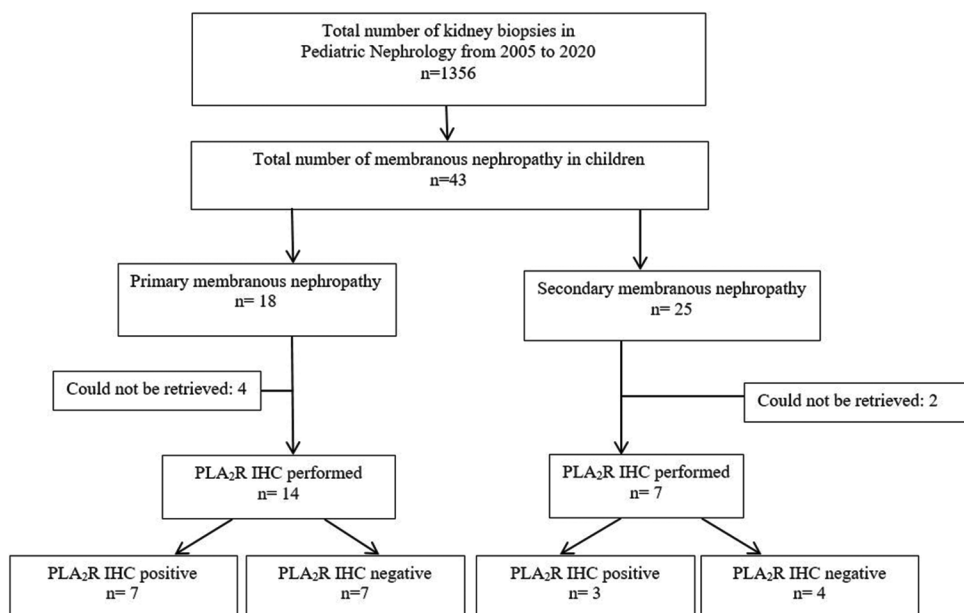 Total number of kidney biopsies in
Pediatric Nephrology from 2005 to 2020
n=1356
Total number of membranous nephropathy in children
n=43
Primary membranous nephropathy
n= 18
Secondary membranous nephropathy
n= 25
Could not be retrieved: 4
Could not be retrieved: 2
PLA₂R IHC performed
n= 14
PLA₂R IHC performed
n= 7
PLA₂R IHC positive
n= 7
PLA₂R IHC negative
n=7
PLA₂R IHC positive
n= 3
PLA₂R IHC negative
n= 4